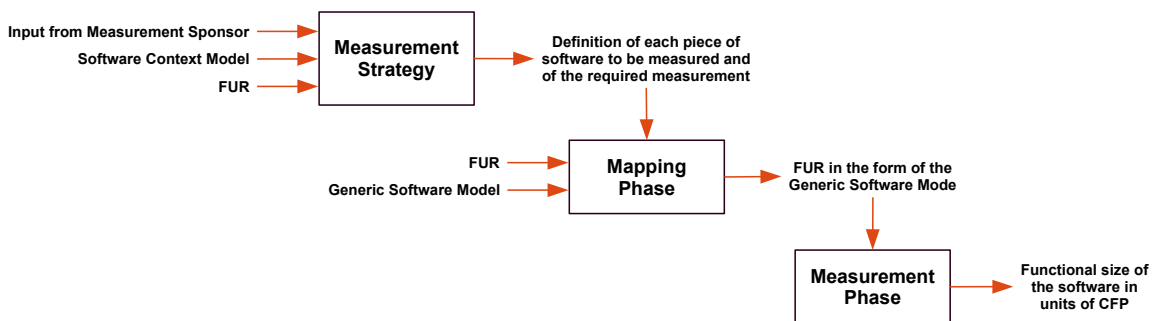 Input from Measurement Sponsor
Software Context Model
FUR
Measurement
Strategy
Definition of each piece of
software to be measured and
of the required measurement
FUR
Generic Software Model
Mapping
Phase
FUR in the form of the
Generic Software Mode
Measurement
Phase
Functional size of
the software in
units of CFP